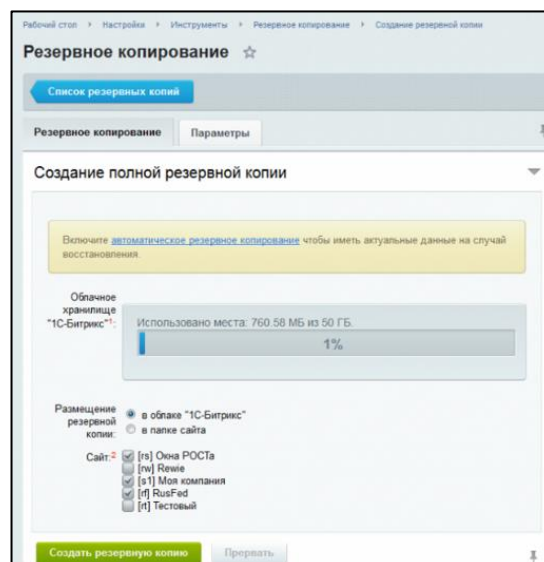 Рабочий стол Настройки Инструменты Резервное копирование Создание резервной копии
Резервное копирование
Список резервных копий
Резервное копирование Параметры
Создание полной резервной копии
Включите автоматическое резервное копирование чтобы иметь актуальные данные на случай
восстановления.
Облачное
хранилище
"1С-Битрикс"1:
Использовано места: 760.58 МБ из 50 ГБ.
1%
Размещение
резервной
копии:
в облаке "1С-Битрикс"
в папке сайта
Сайт:2
[rs] Окна РОСТа
[rw] Rewie
[s1] Моя компания
[rf] RusFed
[rt] Тестовый
Создать резервную копию Прервать